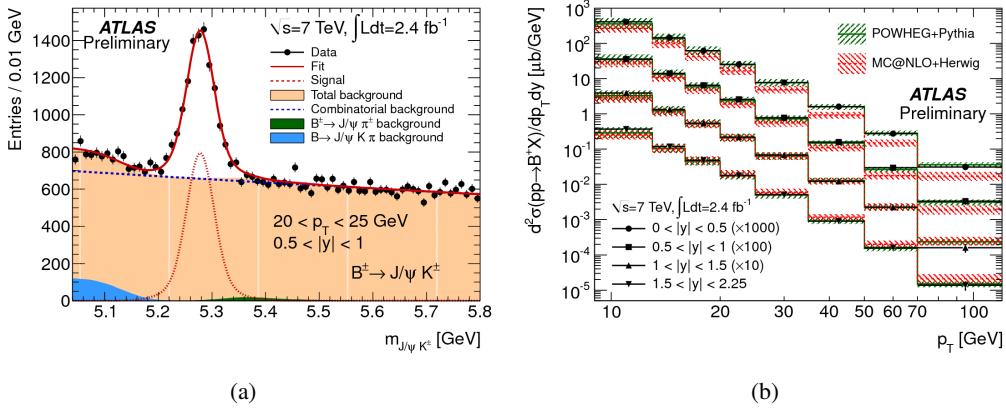 ATLAS
Preliminary
√s=7 TeV, ∫Ldt=2.4 fb⁻¹
Data
Fit
Signal
Total background
Combinatorial background
B±→ J/ψ π± background
B→ J/ψ K π background
Entries / 0.01 GeV
1400
1200
1000
800
600
400
200
0
20 < pT < 25 GeV
0.5 < |y| < 1
B±→ J/ψ K±
5.1 5.2 5.3 5.4 5.5 5.6 5.7 5.8
mJ/ψ K± [GeV]
(a)
d²σ(pp→B⁺X)/dpTdy [μb/GeV]
10³
10²
10
1
10⁻¹
10⁻²
10⁻³
10⁻⁴
10⁻⁵
POWHEG+Pythia
MC@NLO+Herwig
ATLAS
Preliminary
√s=7 TeV, ∫Ldt=2.4 fb⁻¹
0 < |y| < 0.5 (×1000)
0.5 < |y| < 1 (×100)
1 < |y| < 1.5 (×10)
1.5 < |y| < 2.25
10 20 30 40 50 60 70 100
pT [GeV]
(b)